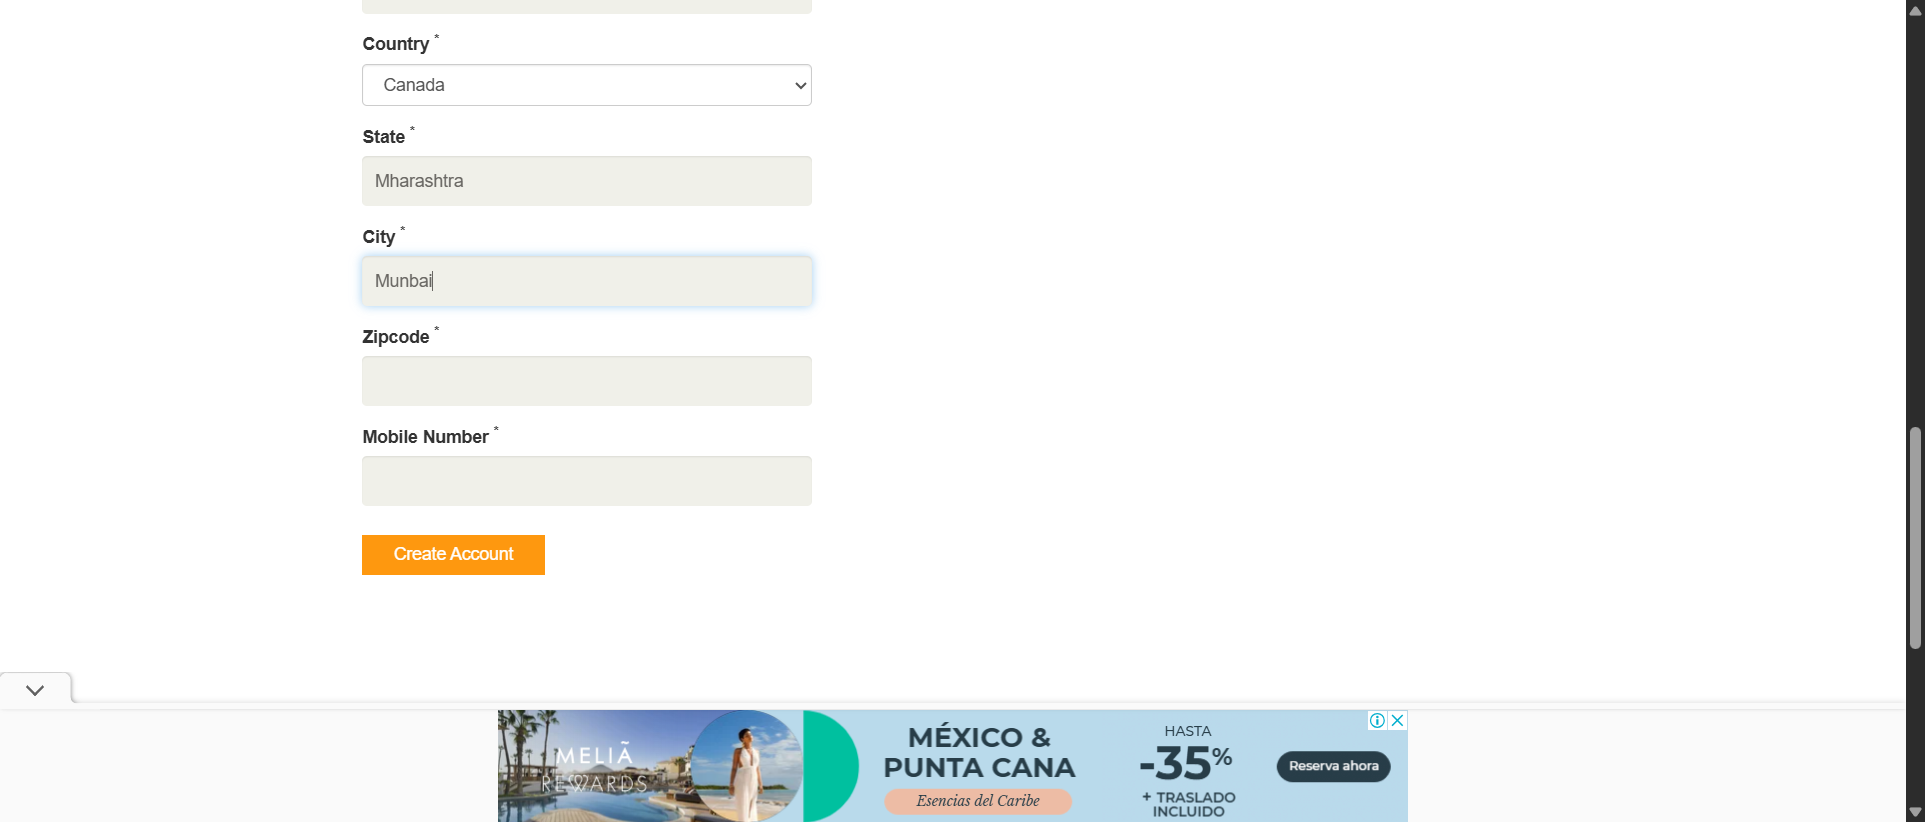 Country *
Canada
State *
Mharashtra
City *
Munbai
Zipcode *
Mobile Number *
Create Account
MELIÃ
REWARDS
MÉXICO &
PUNTA CANA
Esencias del Caribe
HASTA
-35%
+ TRASLADO
INCLUIDO
Reserva ahora